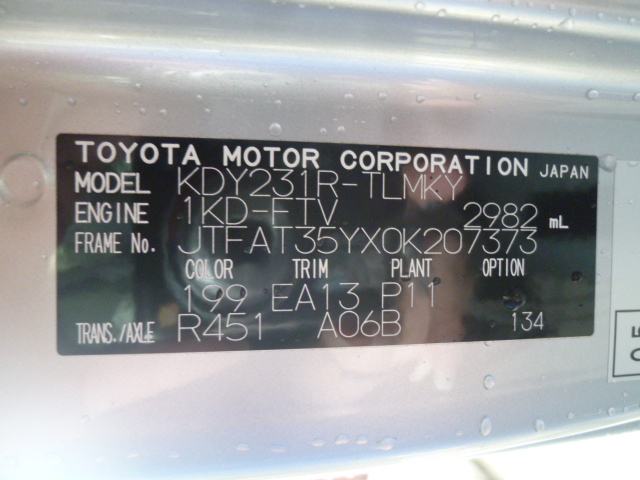 TOYOTA MOTOR CORPORATION JAPAN
MODEL KDY231R-TLMKY
ENGINE 1KD-FTV 2982 mL
FRAME No. JTFAT35YX0K207373
COLOR TRIM PLANT OPTION
199 EA13 P11
TRANS./AXLE R451 A06B 134